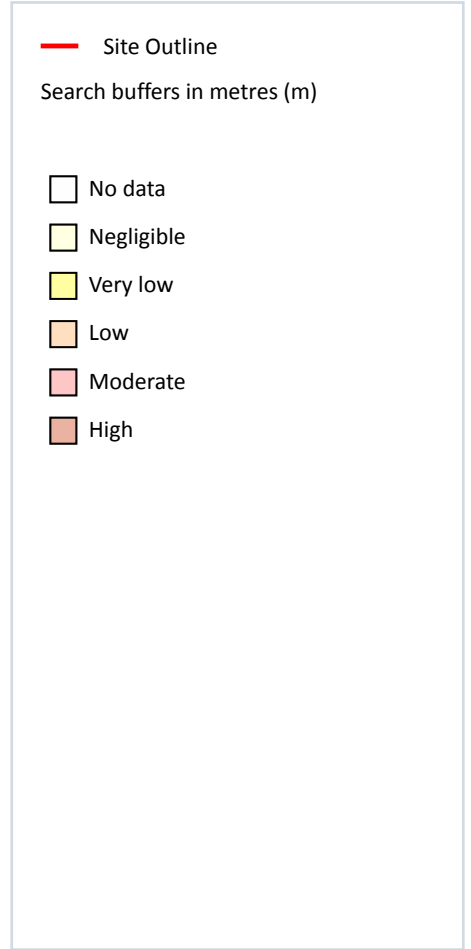 Site Outline
Search buffers in metres (m)
No data
Negligible
Very low
Low
Moderate
High